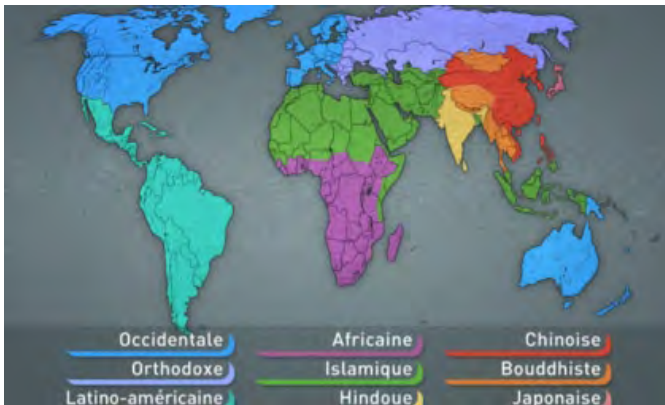 Occidentale Africaine Chinoise
Orthodoxe Islamique Bouddhiste
Latino-américaine Hindoue Japonaise